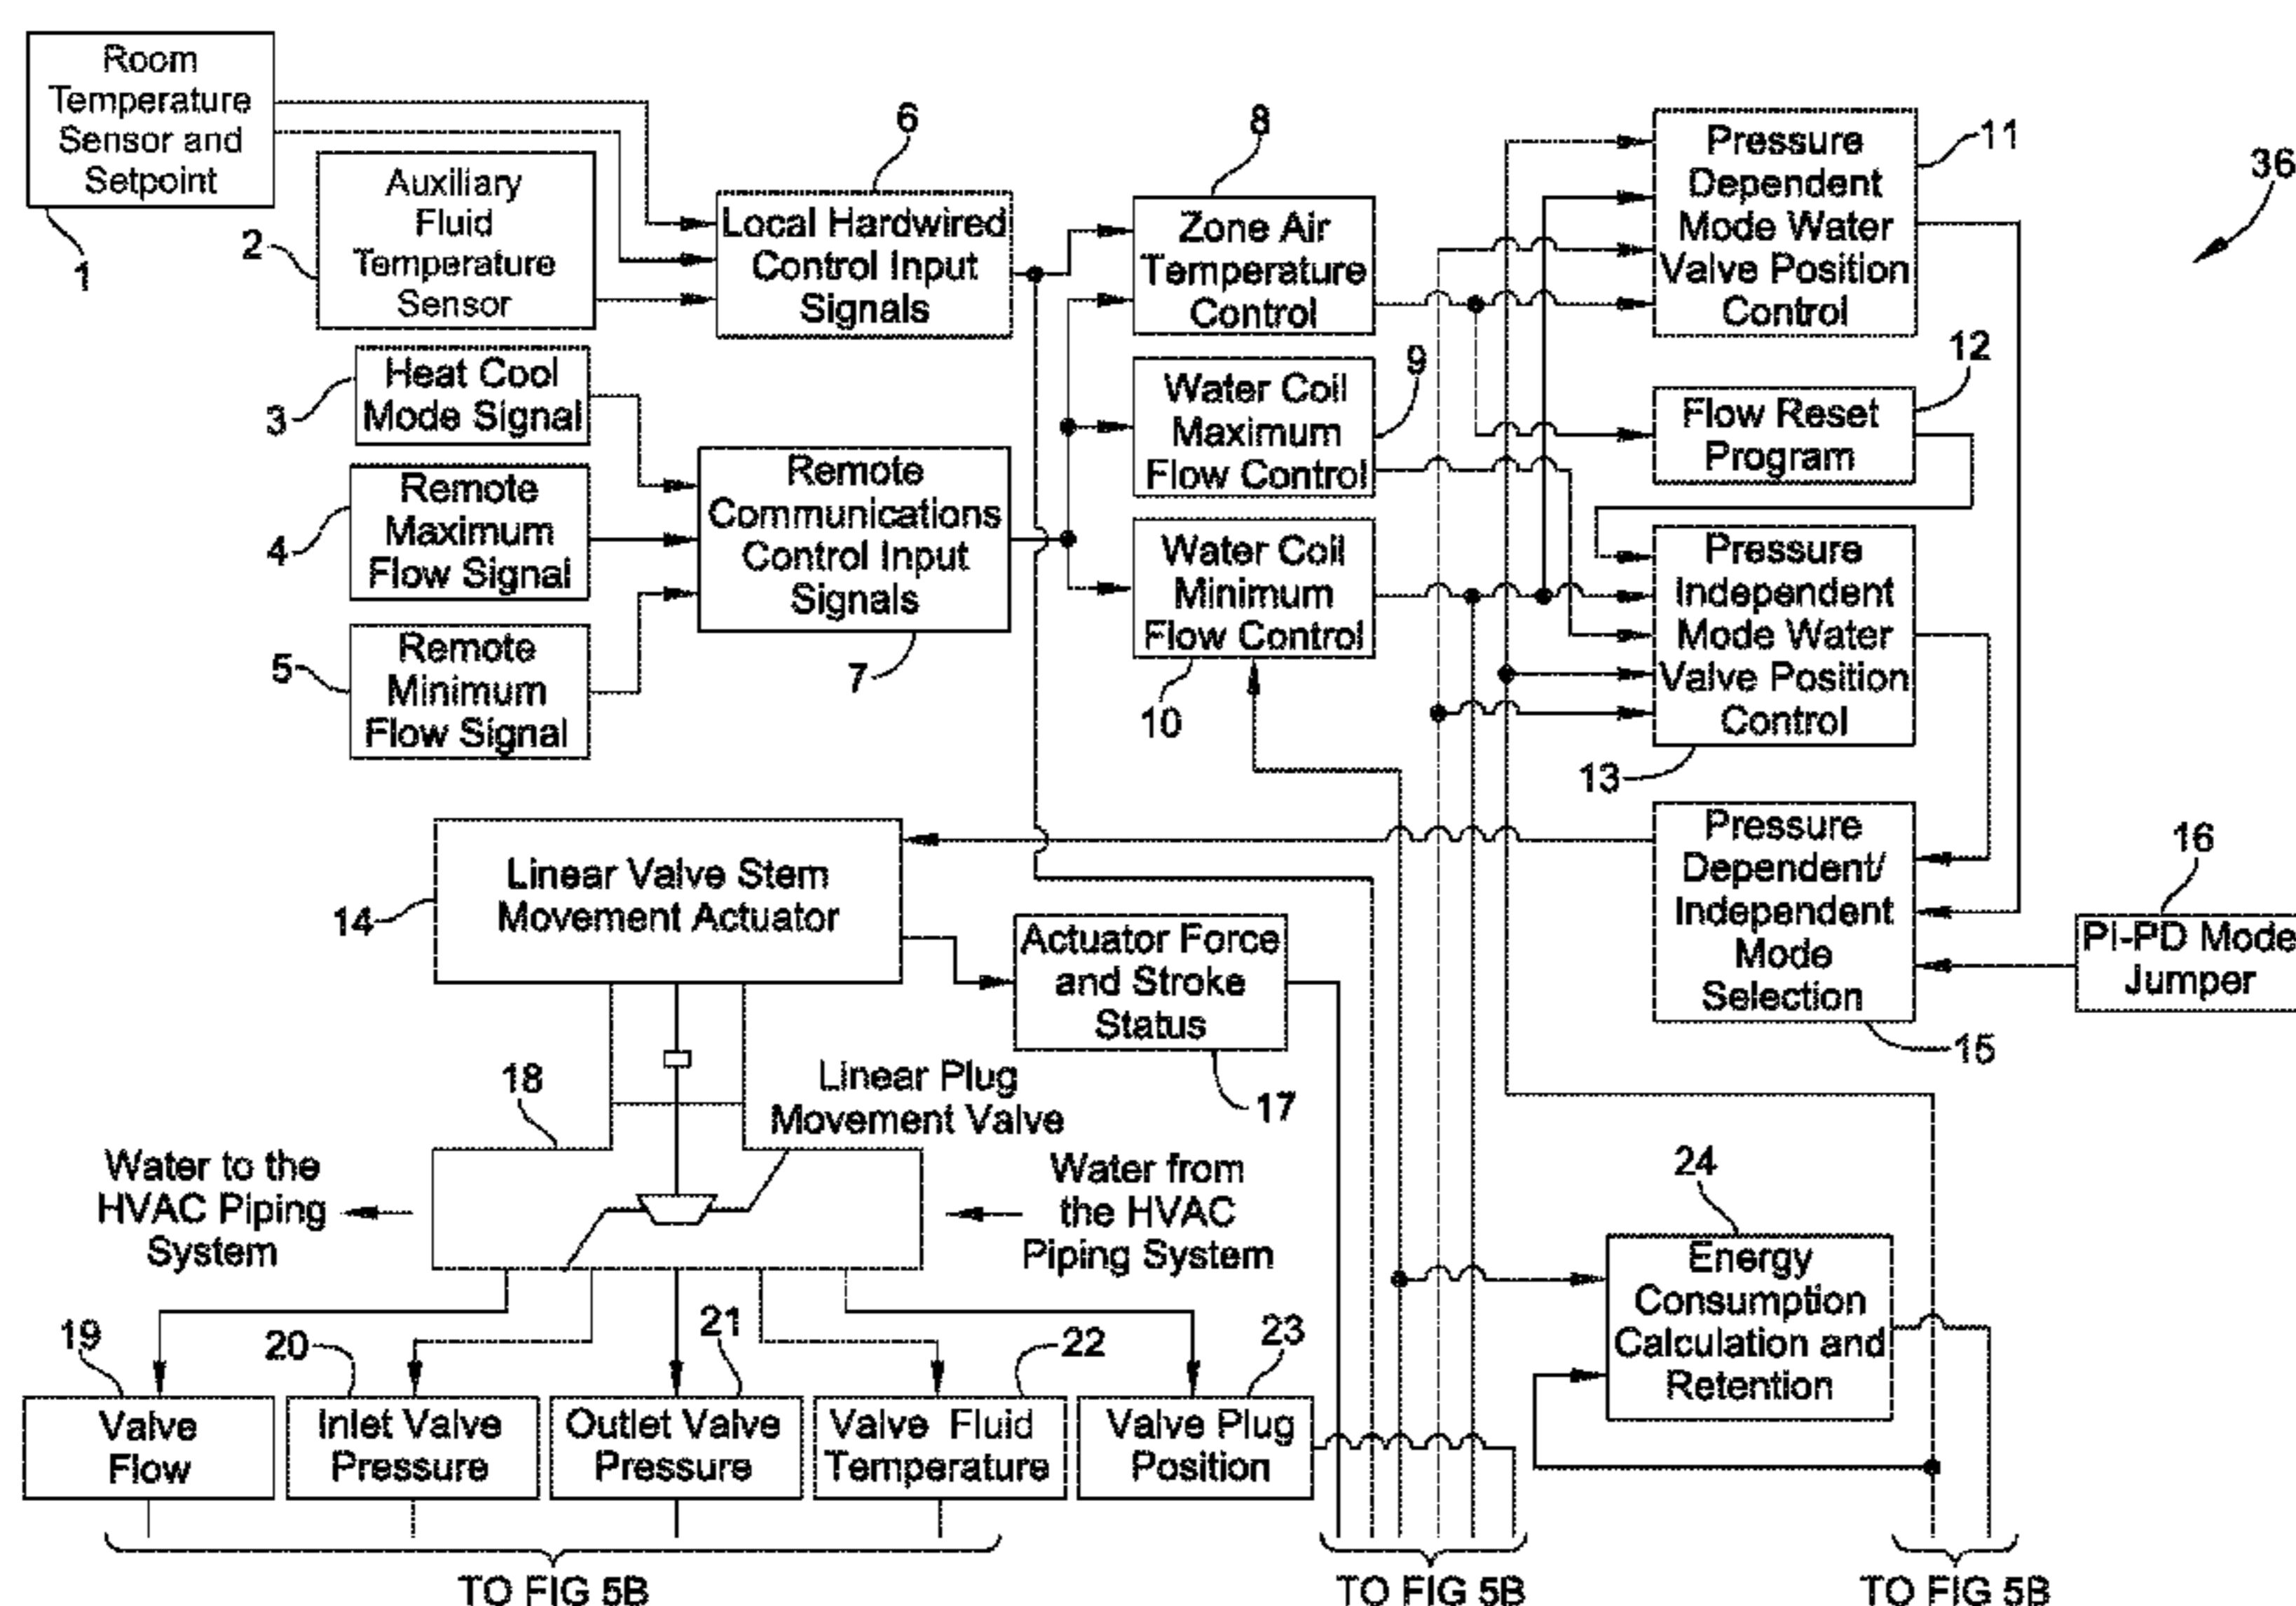 Room
Temperature
Sensor and
Setpoint
1
Auxiliary
Fluid
Temperature
Sensor
2
Heat Cool
Mode Signal
3
Remote
Maximum
Flow Signal
4
Remote
Minimum
Flow Signal
5
6
Local Hardwired
Control Input
Signals
Remote
Communications
Control Input
Signals
7
8
Zone Air
Temperature
Control
9
Water Coil
Maximum
Flow Control
Water Coil
Minimum
Flow Control
10
Pressure
Dependent
Mode Water
Valve Position
Control
11
36
12
Flow Reset
Program
Pressure
Independent
Mode Water
Valve Position
Control
13
Linear Valve Stem
Movement Actuator
14
Pressure
Dependent/
Independent
Mode
Selection
15
16
PI-PD Mode
Jumper
Actuator Force
and Stroke
Status
17
18
Linear Plug
Movement Valve
Water to the
HVAC Piping
System
Water from
the HVAC
Piping System
24
Energy
Consumption
Calculation and
Retention
19
Valve
Flow
20
Inlet Valve
Pressure
21
Outlet Valve
Pressure
22
Valve Fluid
Temperature
23
Valve Plug
Position
TO FIG 5B
TO FIG 5B
TO FIG 5B